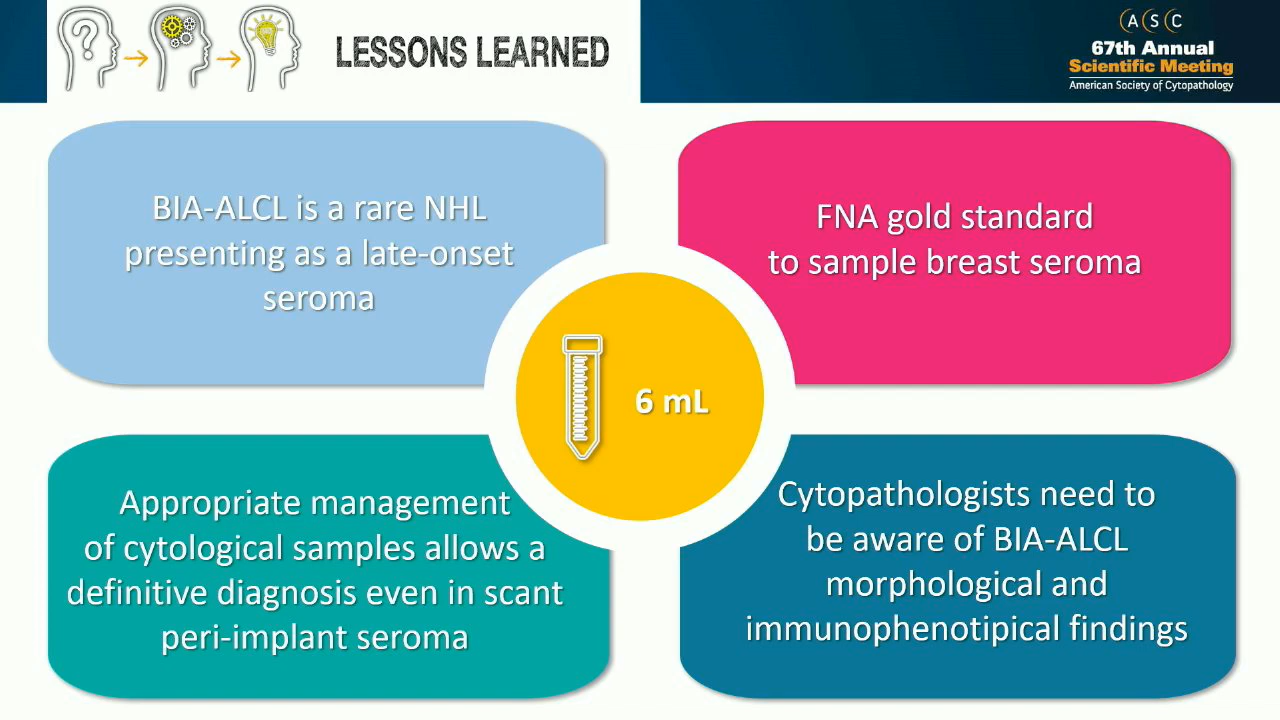 ?
LESSONS LEARNED
ASC
67th Annual
Scientific Meeting
American Society of Cytopathology
BIA-ALCL is a rare NHL
presenting as a late-onset
seroma
FNA gold standard
to sample breast seroma
6 mL
Appropriate management
of cytological samples allows a
definitive diagnosis even in scant
peri-implant seroma
Cytopathologists need to
be aware of BIA-ALCL
morphological and
immunophenotipical findings